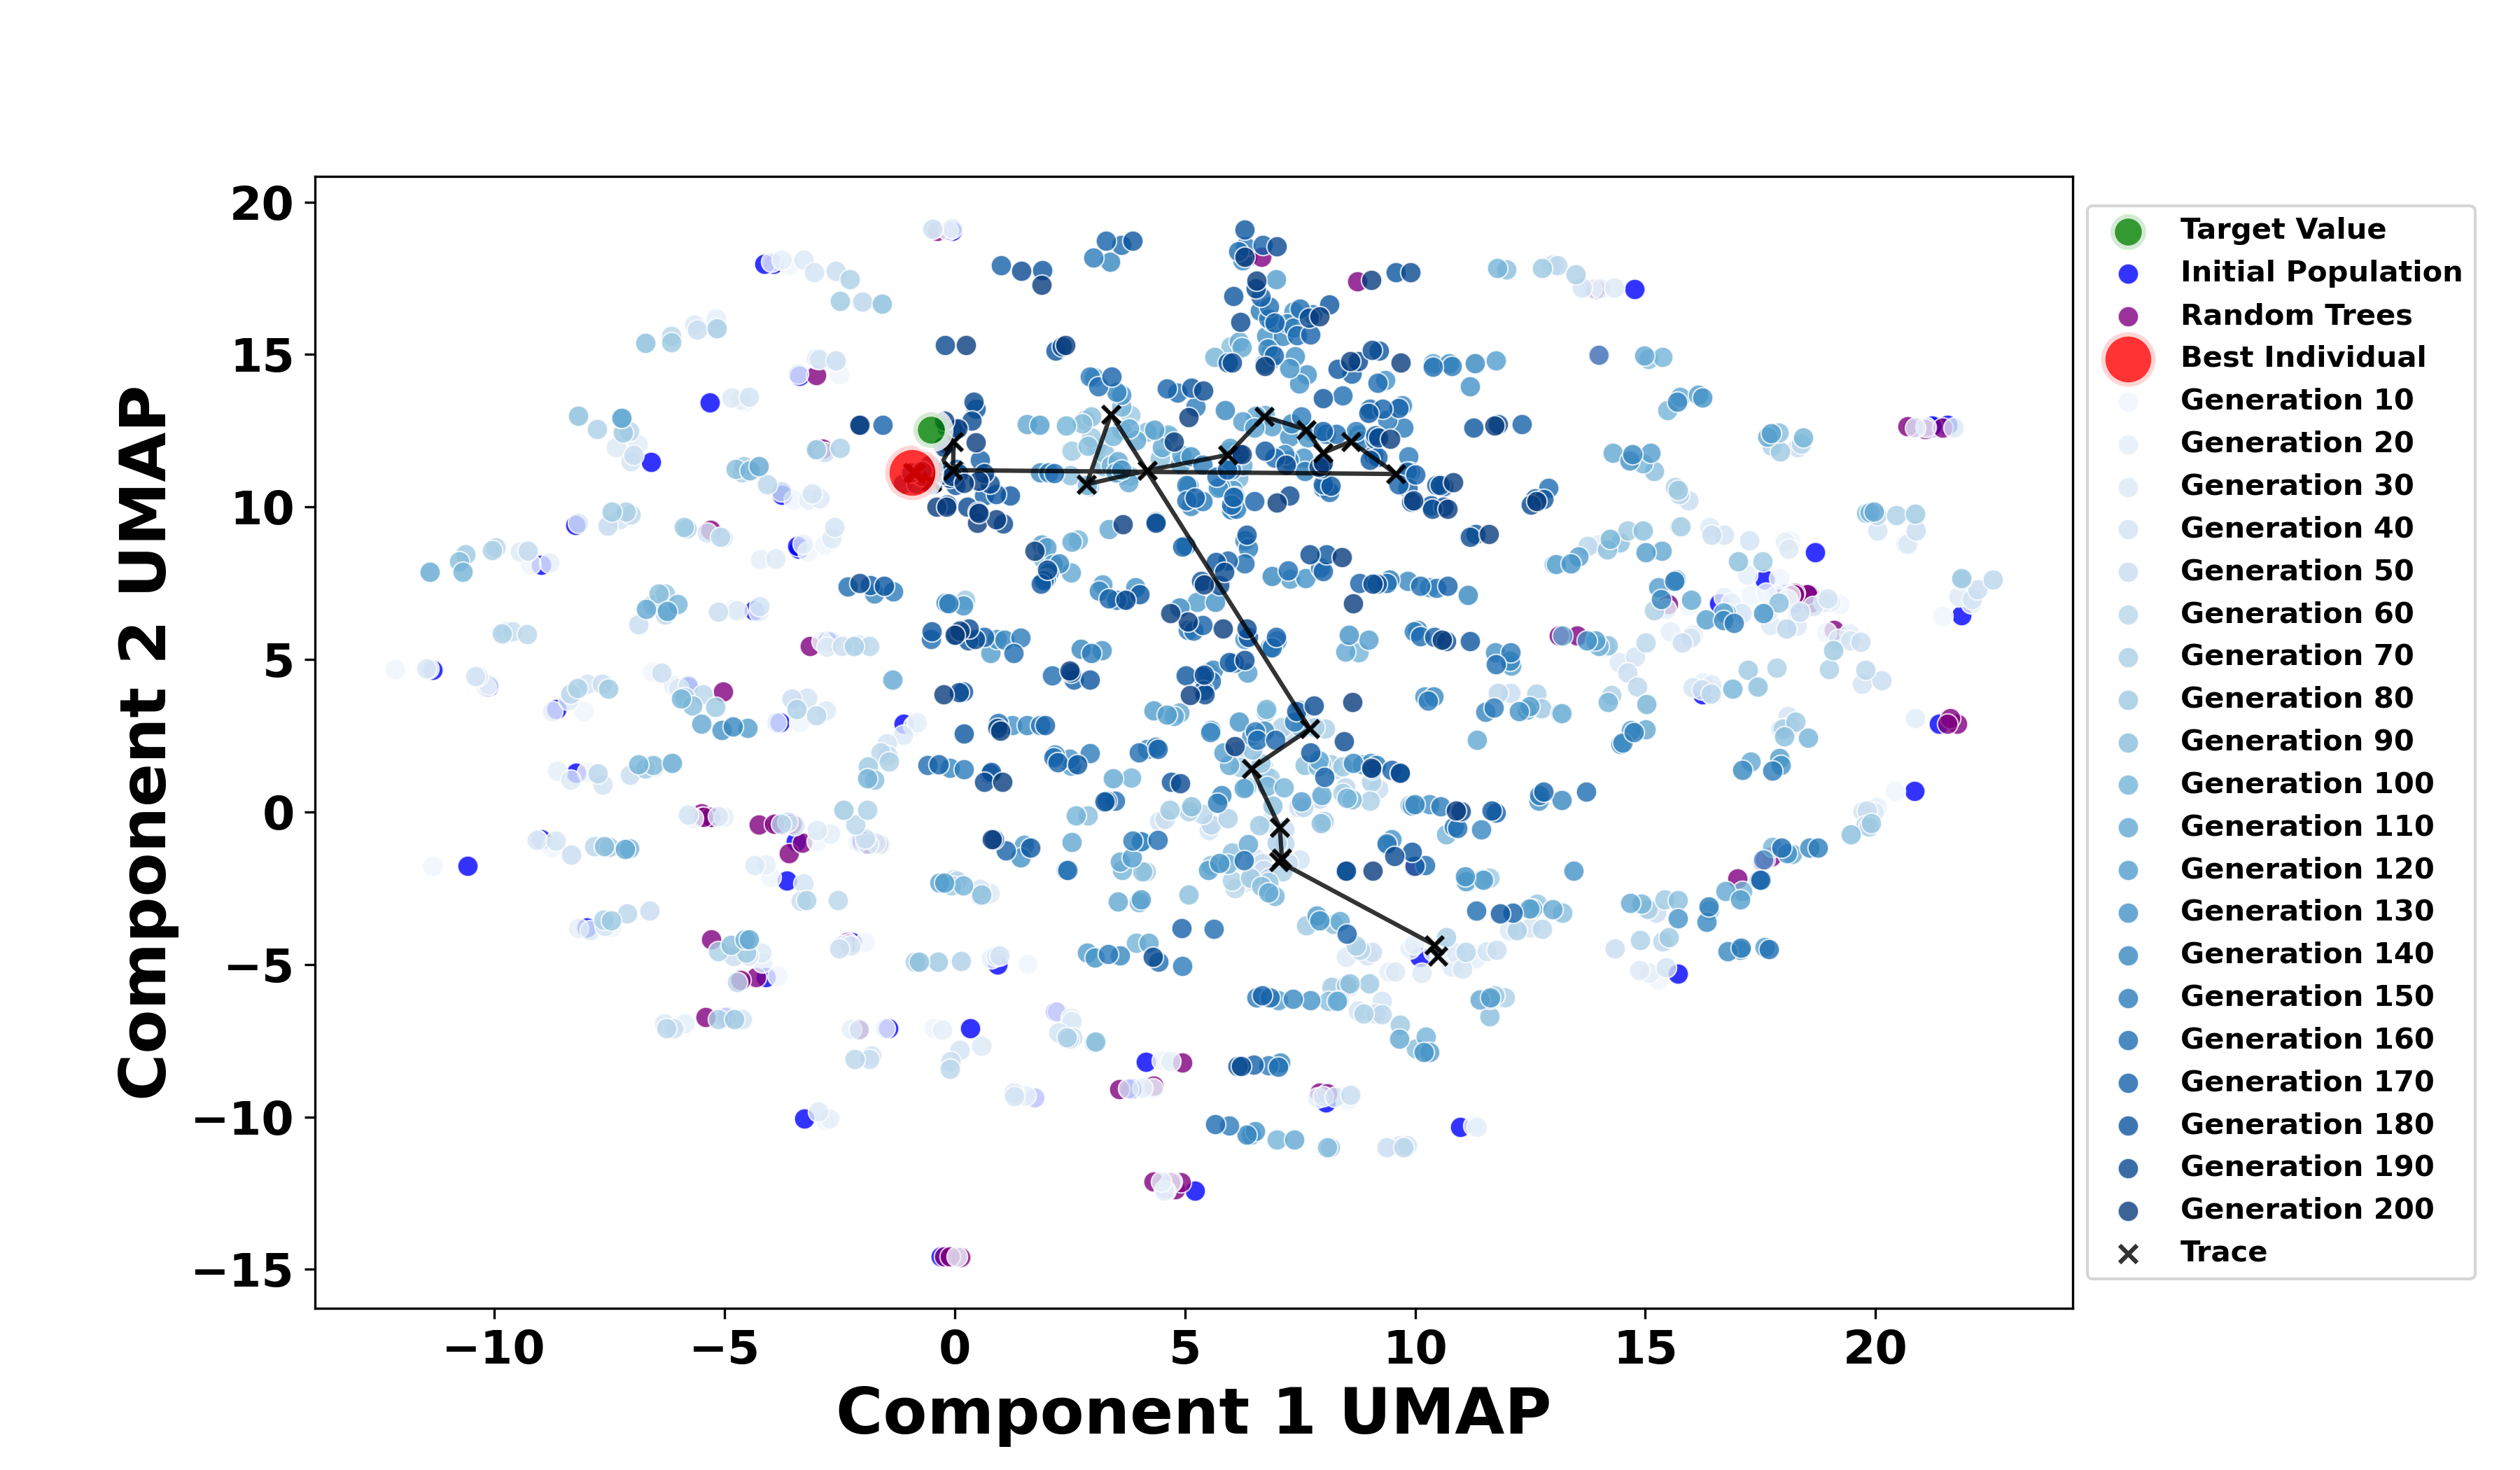 20
15
10
5
0
−5
−10
−15
Component 2 UMAP
−10
−5
0
5
10
15
20
Component 1 UMAP
Target Value
Initial Population
Random Trees
Best Individual
Generation 10
Generation 20
Generation 30
Generation 40
Generation 50
Generation 60
Generation 70
Generation 80
Generation 90
Generation 100
Generation 110
Generation 120
Generation 130
Generation 140
Generation 150
Generation 160
Generation 170
Generation 180
Generation 190
Generation 200
Trace